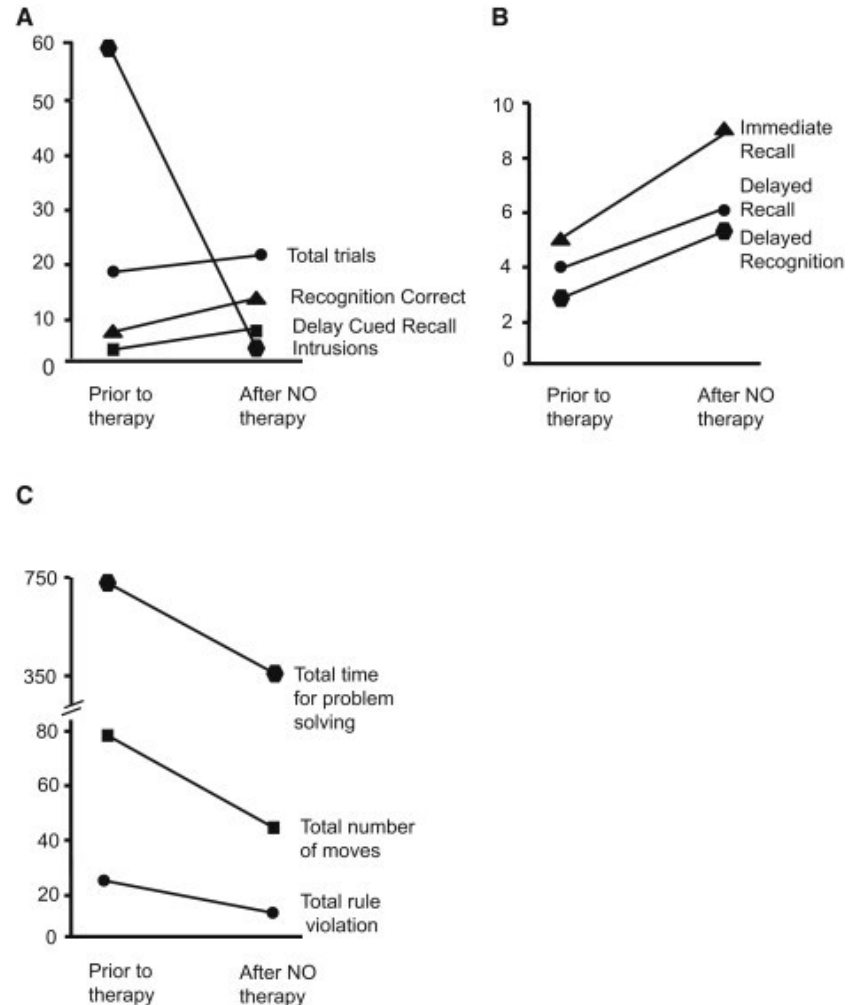 A
60
50
40
30
20
10
0
Total trials
Recognition Correct
Delay Cued Recall
Intrusions
Prior to
therapy
After NO
therapy
B
10
8
6
4
2
0
Immediate
Recall
Delayed
Recall
Delayed
Recognition
Prior to
therapy
After NO
therapy
C
750
350
80
60
40
20
0
Total time
for problem
solving
Total number
of moves
Total rule
violation
Prior to
therapy
After NO
therapy